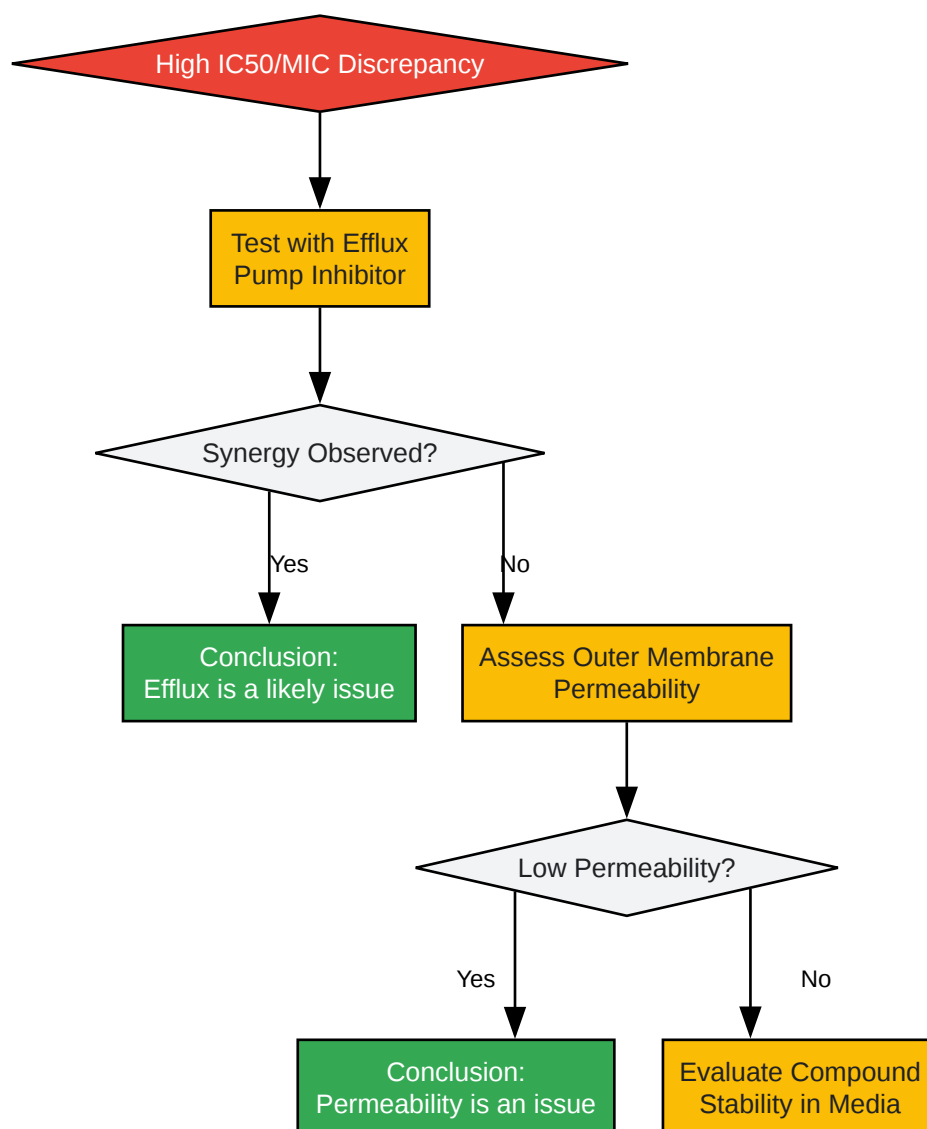 High IC50/MIC Discrepancy
Test with Efflux
Pump Inhibitor
Synergy Observed?
Yes
No
Conclusion:
Efflux is a likely issue
Assess Outer Membrane
Permeability
Low Permeability?
Yes
No
Conclusion:
Permeability is an issue
Evaluate Compound
Stability in Media